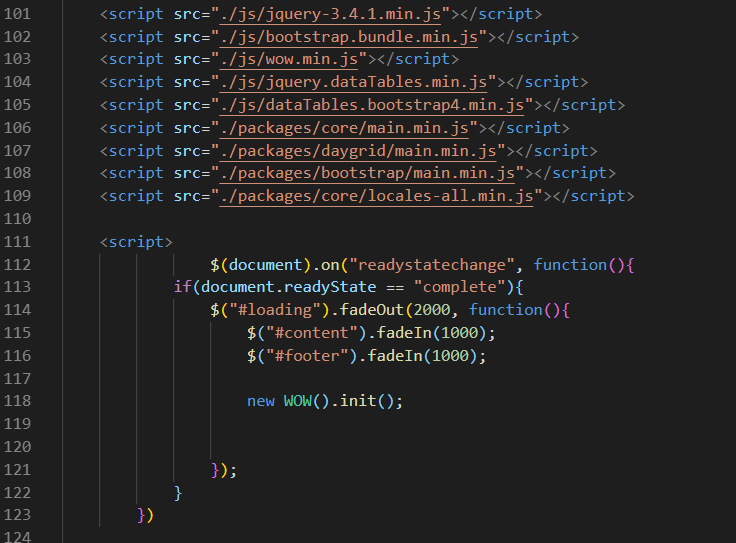 101 <script src="./js/jquery-3.4.1.min.js"></script>
102 <script src="./js/bootstrap.bundle.min.js"></script>
103 <script src="./js/wow.min.js"></script>
104 <script src="./js/jquery.dataTables.min.js"></script>
105 <script src="./js/dataTables.bootstrap4.min.js"></script>
106 <script src="./packages/core/main.min.js"></script>
107 <script src="./packages/daygrid/main.min.js"></script>
108 <script src="./packages/bootstrap/main.min.js"></script>
109 <script src="./packages/core/locales-all.min.js"></script>
110
111 <script>
112 $(document).on("readystatechange", function(){
113 if(document.readyState == "complete"){
114 $("#loading").fadeOut(2000, function(){
115 $("#content").fadeIn(1000);
116 $("#footer").fadeIn(1000);
117
118 new WOW().init();
119
120
121 });
122 }
123 })
124